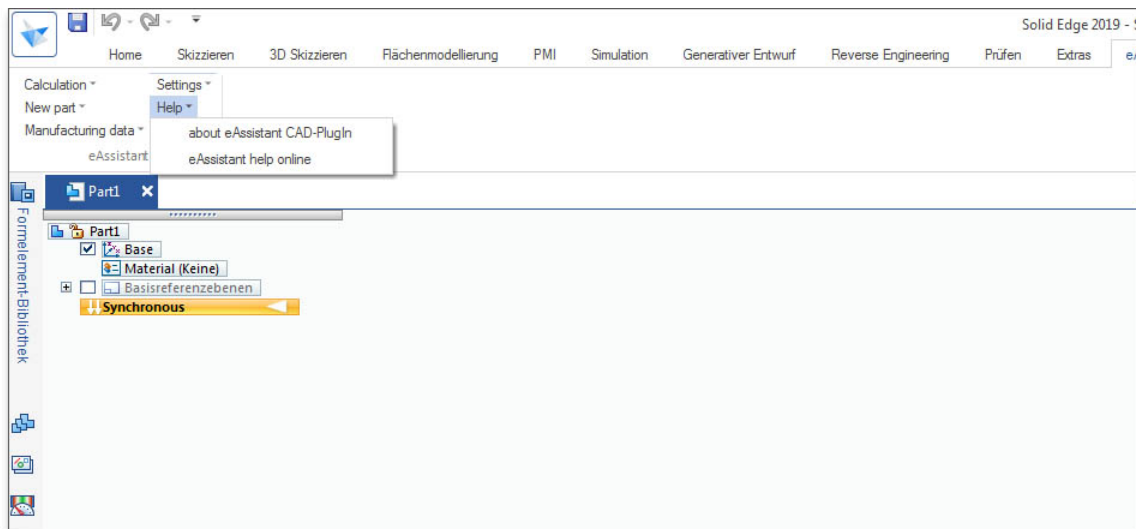 Solid Edge 2019 - S
Home Skizzieren 3D Skizzieren Flächenmodellierung PMI Simulation Generativer Entwurf Reverse Engineering Prüfen Extras eA
Calculation Settings
New part Help
Manufacturing data about eAssistant CAD-PlugIn
eAssistant eAssistant help online
Part1
Formelement-Bibliothek
Part1
Base
Material (Keine)
Basisreferenzebenen
Synchronous